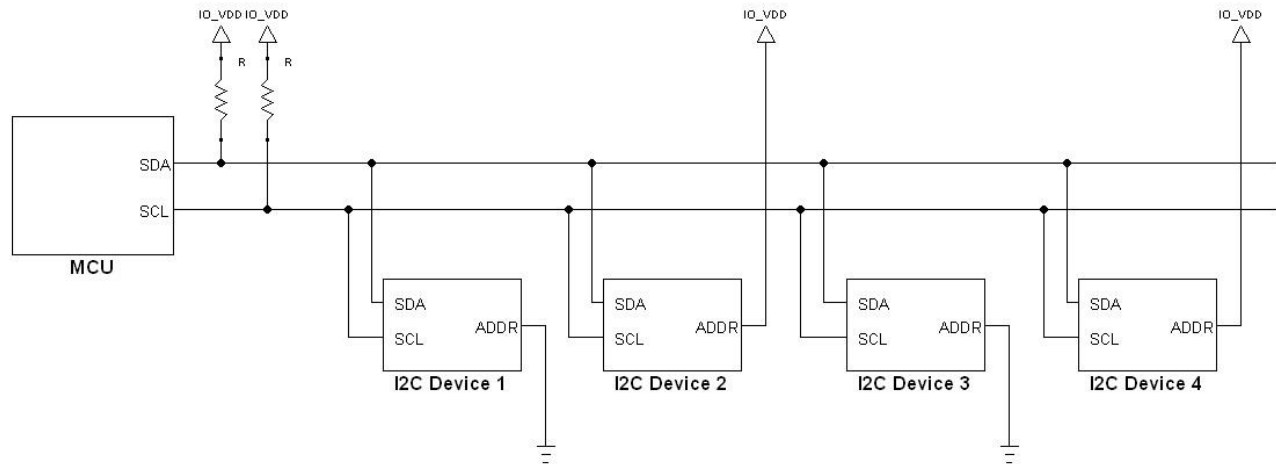 IO_VDD IO_VDD IO_VDD IO_VDD
R R
SDA
SCL
MCU
SDA SDA SDA SDA
ADDR ADDR ADDR ADDR
SCL SCL SCL SCL
I2C Device 1 I2C Device 2 I2C Device 3 I2C Device 4